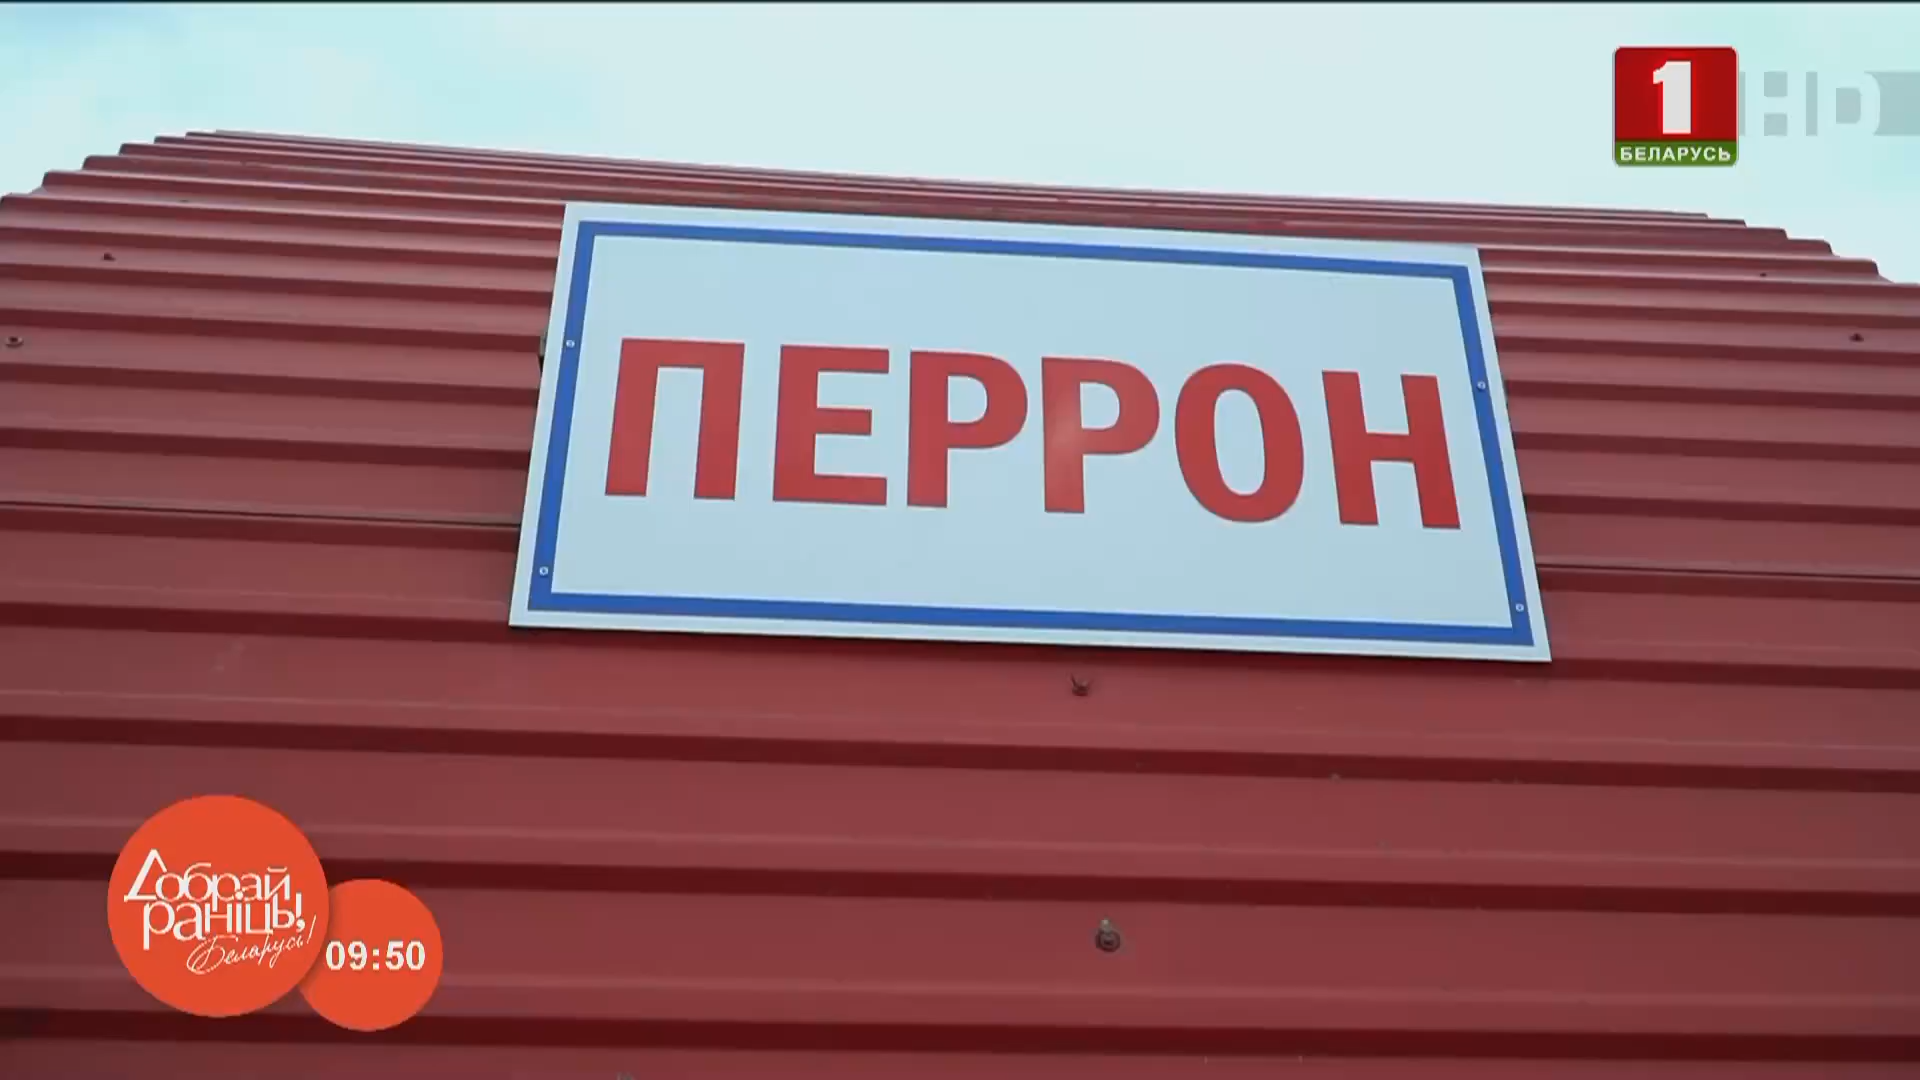 1
БЕЛАРУСЬ
HD
ПЕРРОН
Добрай
раніцы,
Беларусь!
09:50